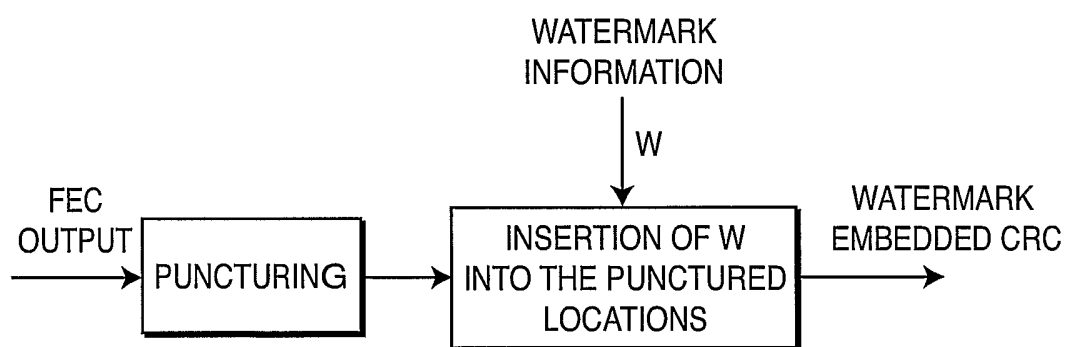 WATERMARK
INFORMATION
W
FEC
OUTPUT
PUNCTURING
INSERTION OF W
INTO THE PUNCTURED
LOCATIONS
WATERMARK
EMBEDDED CRC